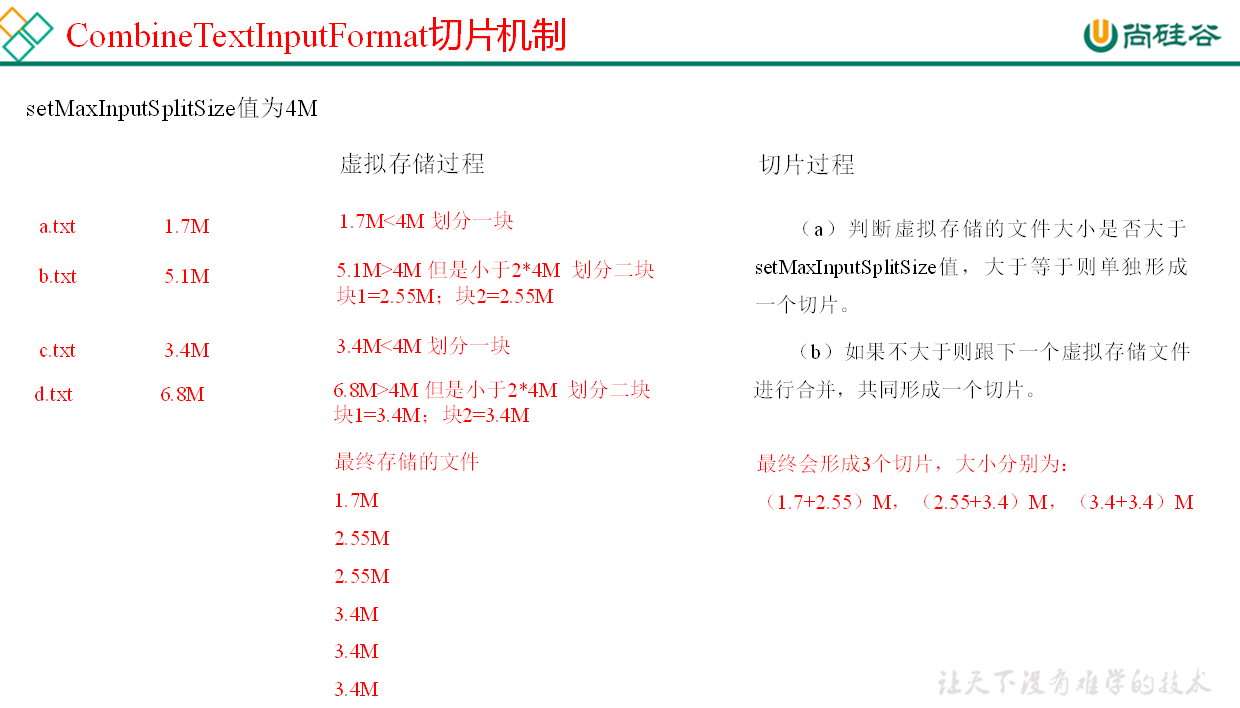 CombineTextInputFormat切片机制
尚硅谷
setMaxInputSplitSize值为4M
虚拟存储过程
切片过程
a.txt 1.7M 1.7M<4M 划分一块
b.txt 5.1M 5.1M>4M 但是小于2*4M 划分二块
块1=2.55M；块2=2.55M
c.txt 3.4M 3.4M<4M 划分一块
d.txt 6.8M 6.8M>4M 但是小于2*4M 划分二块
块1=3.4M；块2=3.4M
最终存储的文件
1.7M
2.55M
2.55M
3.4M
3.4M
3.4M
（a）判断虚拟存储的文件大小是否大于
setMaxInputSplitSize值，大于等于则单独形成
一个切片。
（b）如果不大于则跟下一个虚拟存储文件
进行合并，共同形成一个切片。
最终会形成3个切片，大小分别为：
（1.7+2.55）M，（2.55+3.4）M，（3.4+3.4）M
让天下没有难学的技术